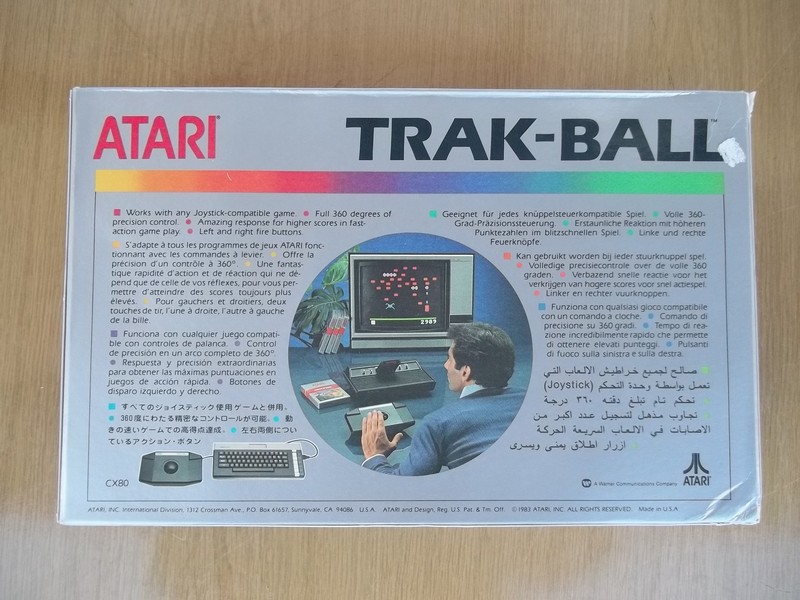 ATARI®
TRAK-BALL™
Works with any Joystick-compatible game. • Full 360 degrees of
precision control. • Amazing response for higher scores in fast-
action game play. • Left and right fire buttons.
S'adapte à tous les programmes de jeux ATARI fonc-
tionnant avec les commandes à levier. • Offre la
précision d'un contrôle à 360°. • Une fantas-
tique rapidité d'action et de réaction qui ne dé-
pend que de celle de vos réflexes, pour vous per-
mettre d'atteindre des scores toujours plus
élevés. • Pour gauchers et droitiers, deux
touches de tir, l'une à droite, l'autre à gauche
de la bille.
Funciona con cualquier juego compati-
ble con controles de palanca. • Control
de precisión en un arco completo de 360°.
• Respuesta y precisión extraordinarias
para obtener las máximas puntuaciones en
juegos de acción rápida. • Botones de
disparo izquierdo y derecho.
すべてのジョイスティック使用ゲームと併用。
• 360度にわたる精密なコントロールが可能。• 動
きの速いゲームでの高得点達成。• 左右両側につい
ているアクション・ボタン
CX80
Geeignet für jedes knüppelsteuerkompatible Spiel. • Volle 360-
Grad-Präzisionssteuerung. • Erstaunliche Reaktion mit höheren
Punktezahlen im blitzschnellen Spiel. • Linke und rechte
Feuerknöpfe.
Kan gebruikt worden bij ieder stuurknuppel spel.
• Volledige precisiecontrole over de volle 360
graden. • Verbazend snelle reactie voor het
verkrijgen van hogere scores voor snel actiespel.
• Linker en rechter vuurknoppen.
Funziona con qualsiasi gioco compatibile
con un comando a cloche. • Comando di
precisione su 360 gradi. • Tempo di rea-
zione incredibilmente rapido che permette
di ottenere elevati punteggi. • Pulsanti
di fuoco sulla sinistra e sulla destra.
صالح لجميع خراطيش الالعاب التي
تعمل بواسطة وحدة التحكم (Joystick)
تحكم تام تبلغ دقته ٣٦٠ درجة
تجاوب مذهل لتسجيل عدد اكبر من
الاصابات في الالعاب السريعة الحركة
ازرار اطلاق يمنى ويسرى
2989
A Warner Communications Company
ATARI®
ATARI, INC. International Division, 1312 Crossman Ave., P.O. Box 61657, Sunnyvale, CA 94086 U.S.A. ATARI and Design, Reg. U.S. Pat. & Tm. Off. ©1983 ATARI, INC. ALL RIGHTS RESERVED. Made in U.S.A.